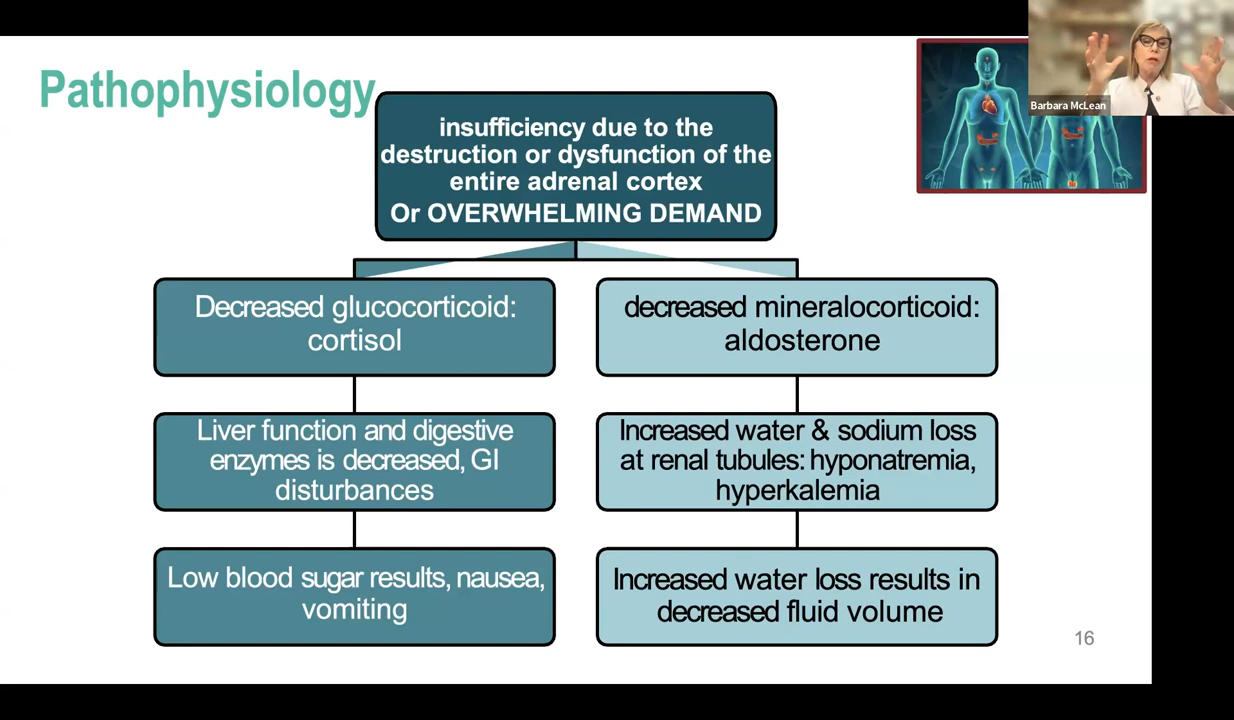 Pathophysiology
Barbara McLean
insufficiency due to the
destruction or dysfunction of the
entire adrenal cortex
Or OVERWHELMING DEMAND
Decreased glucocorticoid:
cortisol
decreased mineralocorticoid:
aldosterone
Liver function and digestive
enzymes is decreased, GI
disturbances
Increased water & sodium loss
at renal tubules: hyponatremia,
hyperkalemia
Low blood sugar results, nausea,
vomiting
Increased water loss results in
decreased fluid volume
16